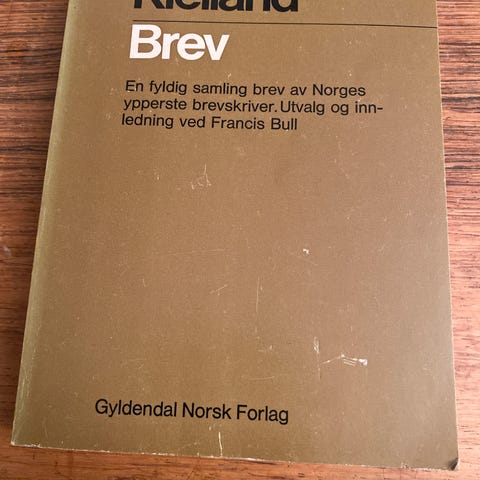 Kielland
Brev
En fyldig samling brev av Norges
ypperste brevskriver. Utvalg og inn-
ledning ved Francis Bull
Gyldendal Norsk Forlag